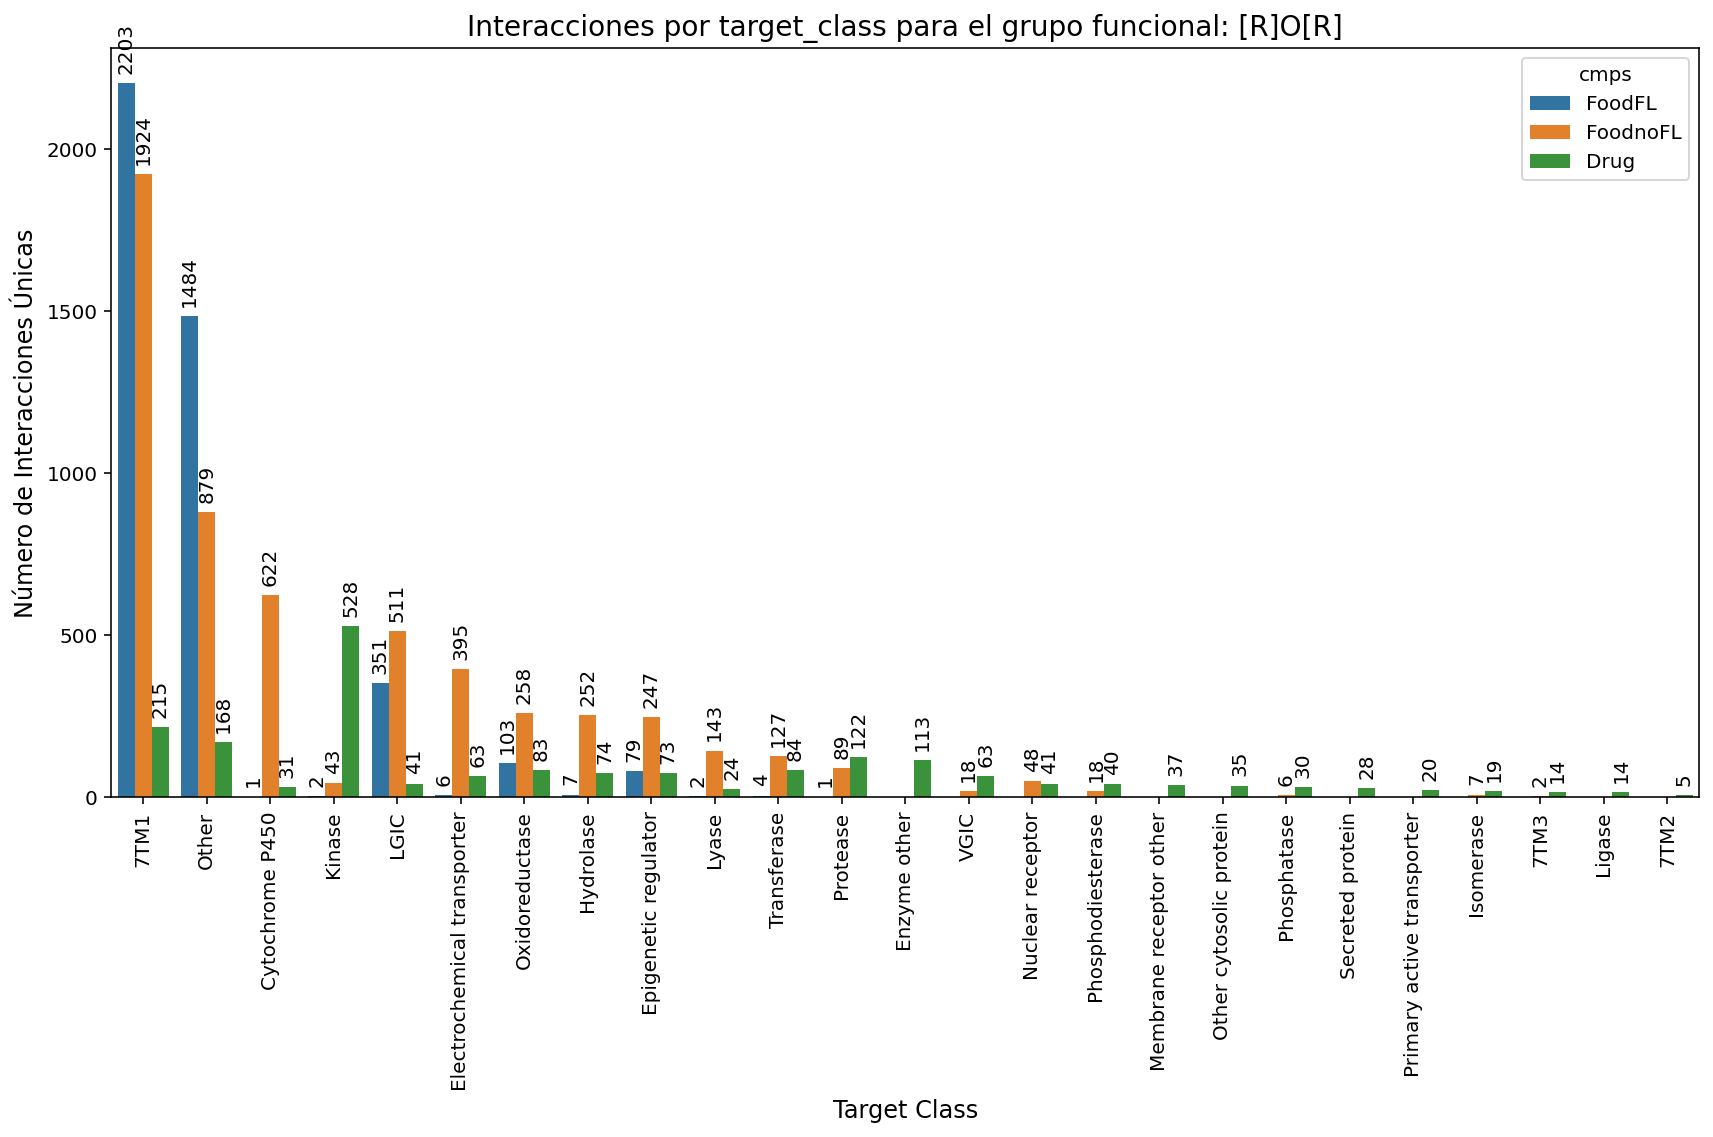 Interacciones por target_class para el grupo funcional: [R]O[R]
cmps
FoodFL
FoodnoFL
Drug
Número de Interacciones Únicas
2000
1500
1000
500
0
2203
1924
215
1484
879
168
1
622
31
2
43
528
351
511
41
6
395
63
103
258
83
7
252
74
79
247
73
2
143
24
4
127
84
1
89
122
113
18
63
48
41
18
40
37
35
6
30
28
20
7
19
2
14
14
5
7TM1
Other
Cytochrome P450
Kinase
LGIC
Electrochemical transporter
Oxidoreductase
Hydrolase
Epigenetic regulator
Lyase
Transferase
Protease
Enzyme other
VGIC
Nuclear receptor
Phosphodiesterase
Membrane receptor other
Other cytosolic protein
Phosphatase
Secreted protein
Primary active transporter
Isomerase
7TM3
Ligase
7TM2
Target Class